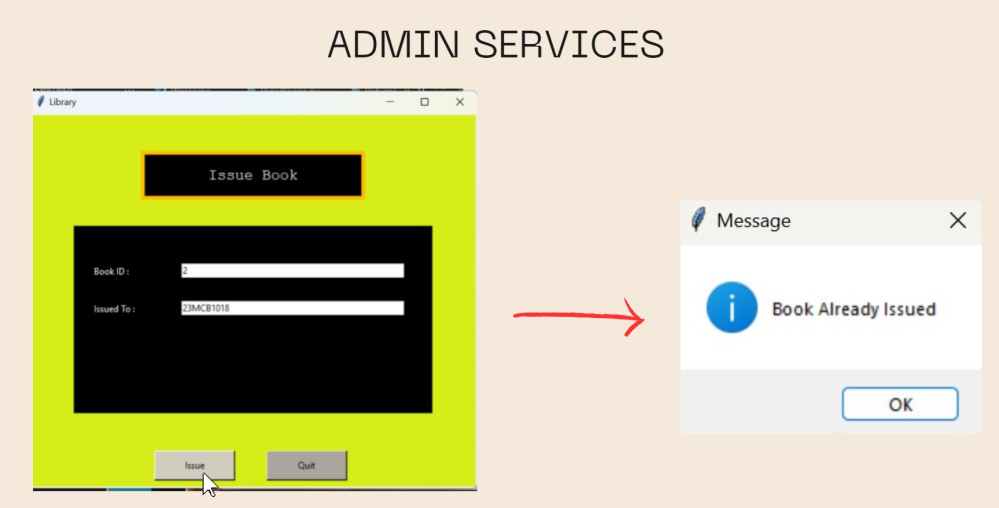 ADMIN SERVICES
Library
Issue Book
Book ID :
2
Issued To :
23MCB1018
Issue
Quit
Message
i
Book Already Issued
OK